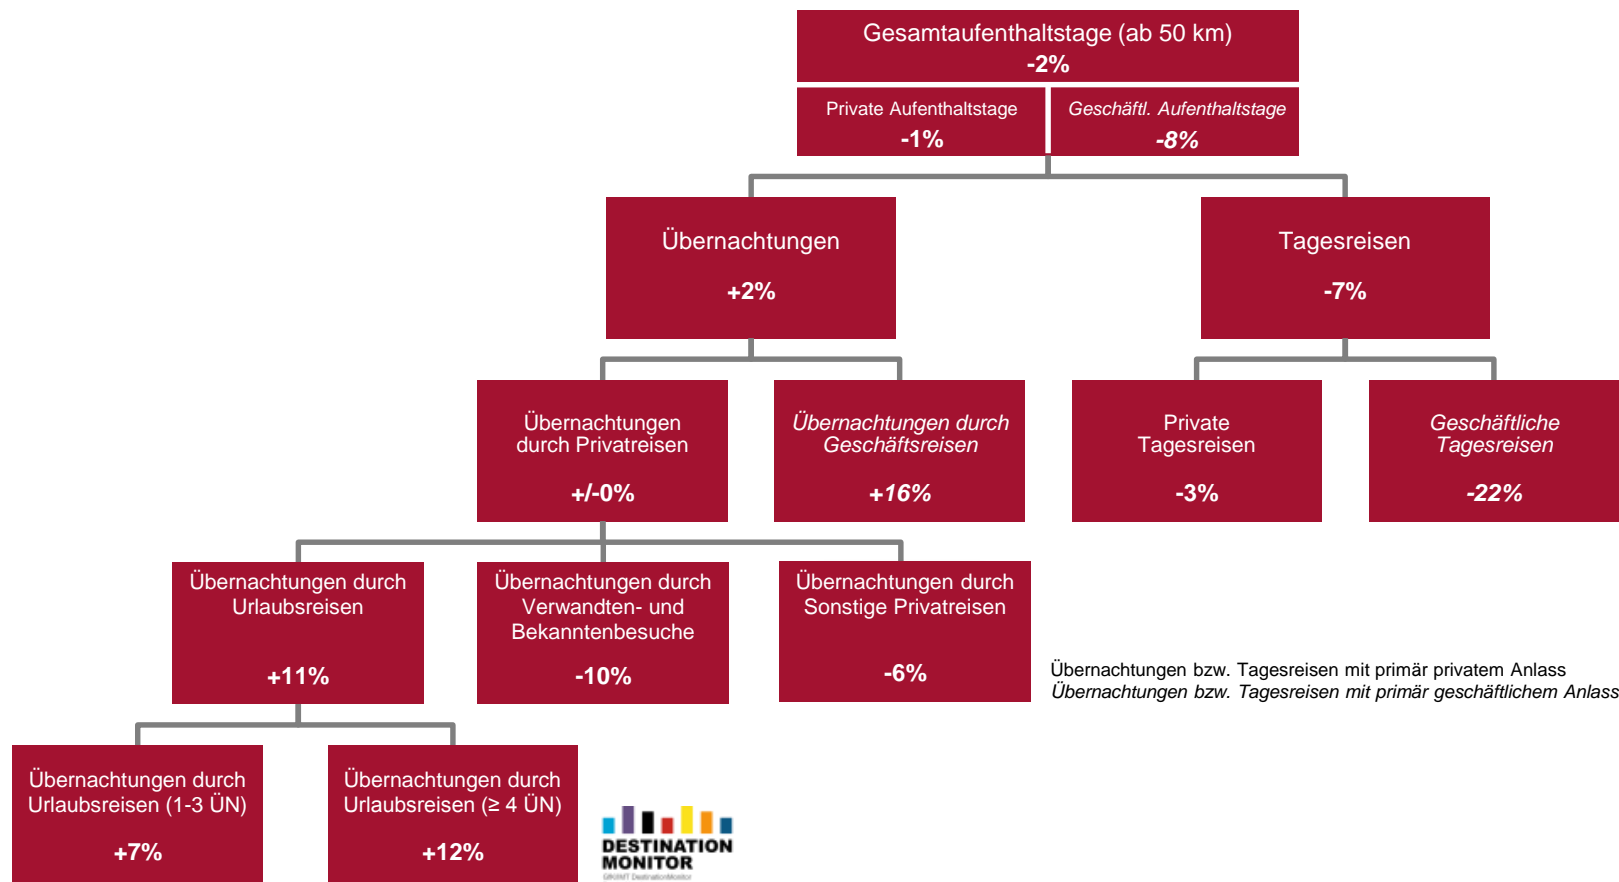 Gesamtaufenthaltstage (ab 50 km)
-2%
Private Aufenthaltstage
-1%
Geschäftl. Aufenthaltstage
-8%
Übernachtungen
+2%
Tagesreisen
-7%
Übernachtungen
durch Privatreisen
+/-0%
Übernachtungen durch
Geschäftsreisen
+16%
Private
Tagesreisen
-3%
Geschäftliche
Tagesreisen
-22%
Übernachtungen durch
Urlaubsreisen
+11%
Übernachtungen durch
Verwandten- und
Bekanntenbesuche
-10%
Übernachtungen durch
Sonstige Privatreisen
-6%
Übernachtungen bzw. Tagesreisen mit primär privatem Anlass
Übernachtungen bzw. Tagesreisen mit primär geschäftlichem Anlass
Übernachtungen durch
Urlaubsreisen (1-3 ÜN)
+7%
Übernachtungen durch
Urlaubsreisen (≥ 4 ÜN)
+12%
DESTINATION
MONITOR
DestinationMonitor